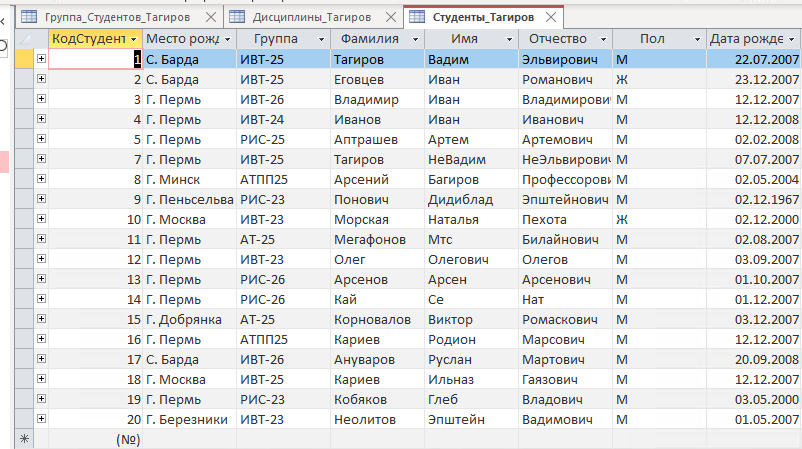 Группа_Студентов_Тагиров Дисциплины_Тагиров Студенты_Тагиров
КодСтудент Место рожд Группа Фамилия Имя Отчество Пол Дата рожде
1 С. Барда ИВТ-25 Тагиров Вадим Эльвирович М 22.07.2007
2 С. Барда ИВТ-25 Еговцев Иван Романович Ж 23.12.2007
3 Г. Пермь ИВТ-26 Владимир Иван Владимирови М 12.12.2007
4 Г. Пермь ИВТ-24 Иванов Иван Иванович М 12.12.2008
5 Г. Пермь РИС-25 Аптрашев Артем Артемович М 02.02.2008
7 Г. Пермь ИВТ-25 Тагиров НеВадим НеЭльвирович М 07.07.2007
8 Г. Минск АТПП25 Арсений Багиров Профессорови М 02.05.2004
9 Г. Пеньсельва РИС-23 Понович Дидиблад Эпштейнович М 02.12.1967
10 Г. Москва ИВТ-23 Морская Наталья Пехота Ж 02.12.2000
11 Г. Пермь АТ-25 Мегафонов Мтс Билайнович М 02.08.2007
12 Г. Пермь ИВТ-23 Олег Олегович Олегов М 03.09.2007
13 Г. Пермь РИС-26 Арсенов Арсен Арсенович М 01.10.2007
14 Г. Пермь РИС-26 Кай Се Нат М 01.12.2007
15 Г. Добрянка АТ-25 Корновалов Виктор Ромаскович М 03.12.2007
16 Г. Пермь АТПП25 Кариев Родион Марсович М 12.12.2007
17 С. Барда ИВТ-26 Ануваров Руслан Мартович М 20.09.2008
18 Г. Москва ИВТ-25 Кариев Ильназ Гаязович М 12.12.2007
19 Г. Пермь РИС-23 Кобяков Глеб Владович М 03.05.2000
20 Г. Березники ИВТ-23 Неолитов Эпштейн Вадимович М 01.05.2007
(№)